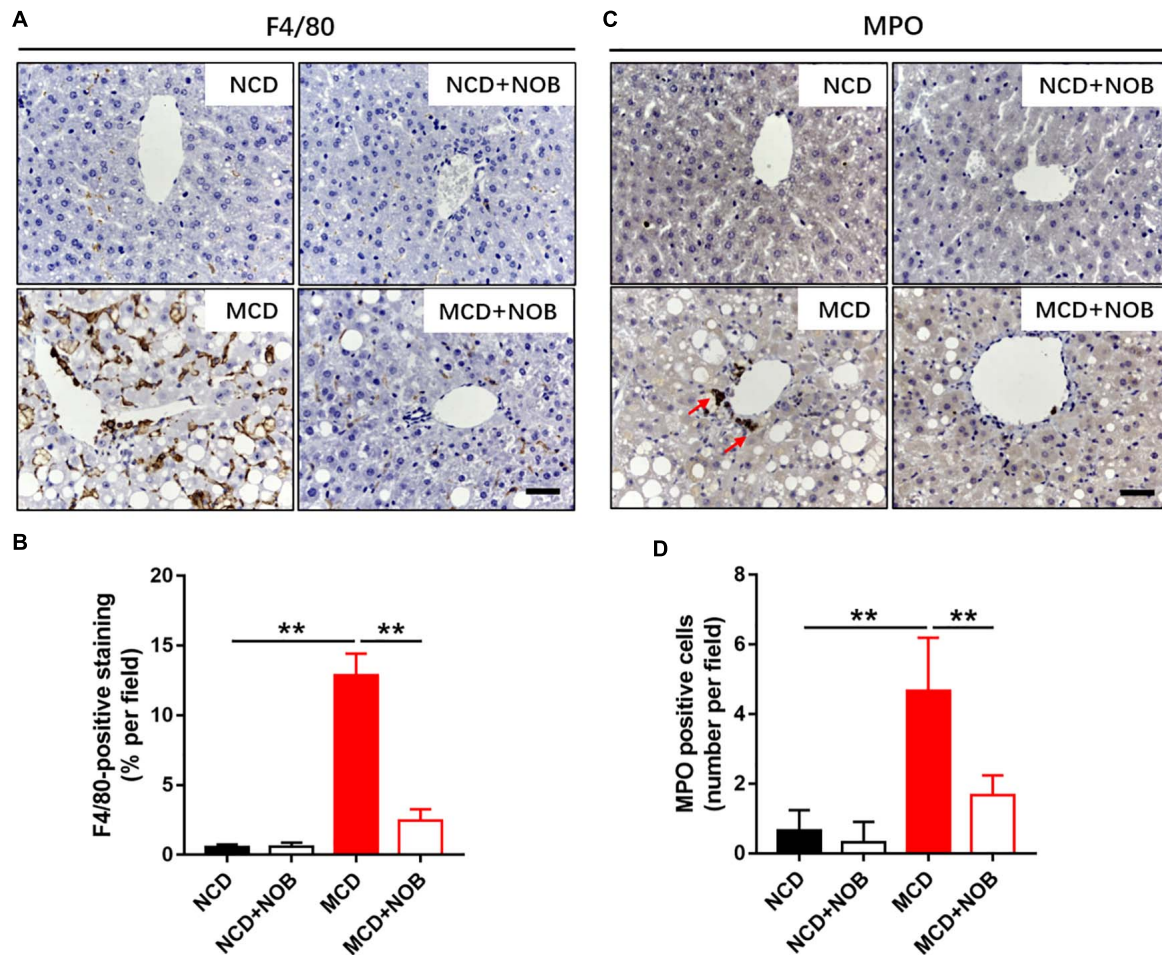 A
F4/80
NCD
NCD+NOB
MCD
MCD+NOB
C
MPO
NCD
NCD+NOB
MCD
MCD+NOB
B
F4/80-positive staining
(% per field)
20
15
10
5
0
**
**
NCD
NCD+NOB
MCD
MCD+NOB
D
MPO positive cells
(number per field)
8
6
4
2
0
**
**
NCD
NCD+NOB
MCD
MCD+NOB